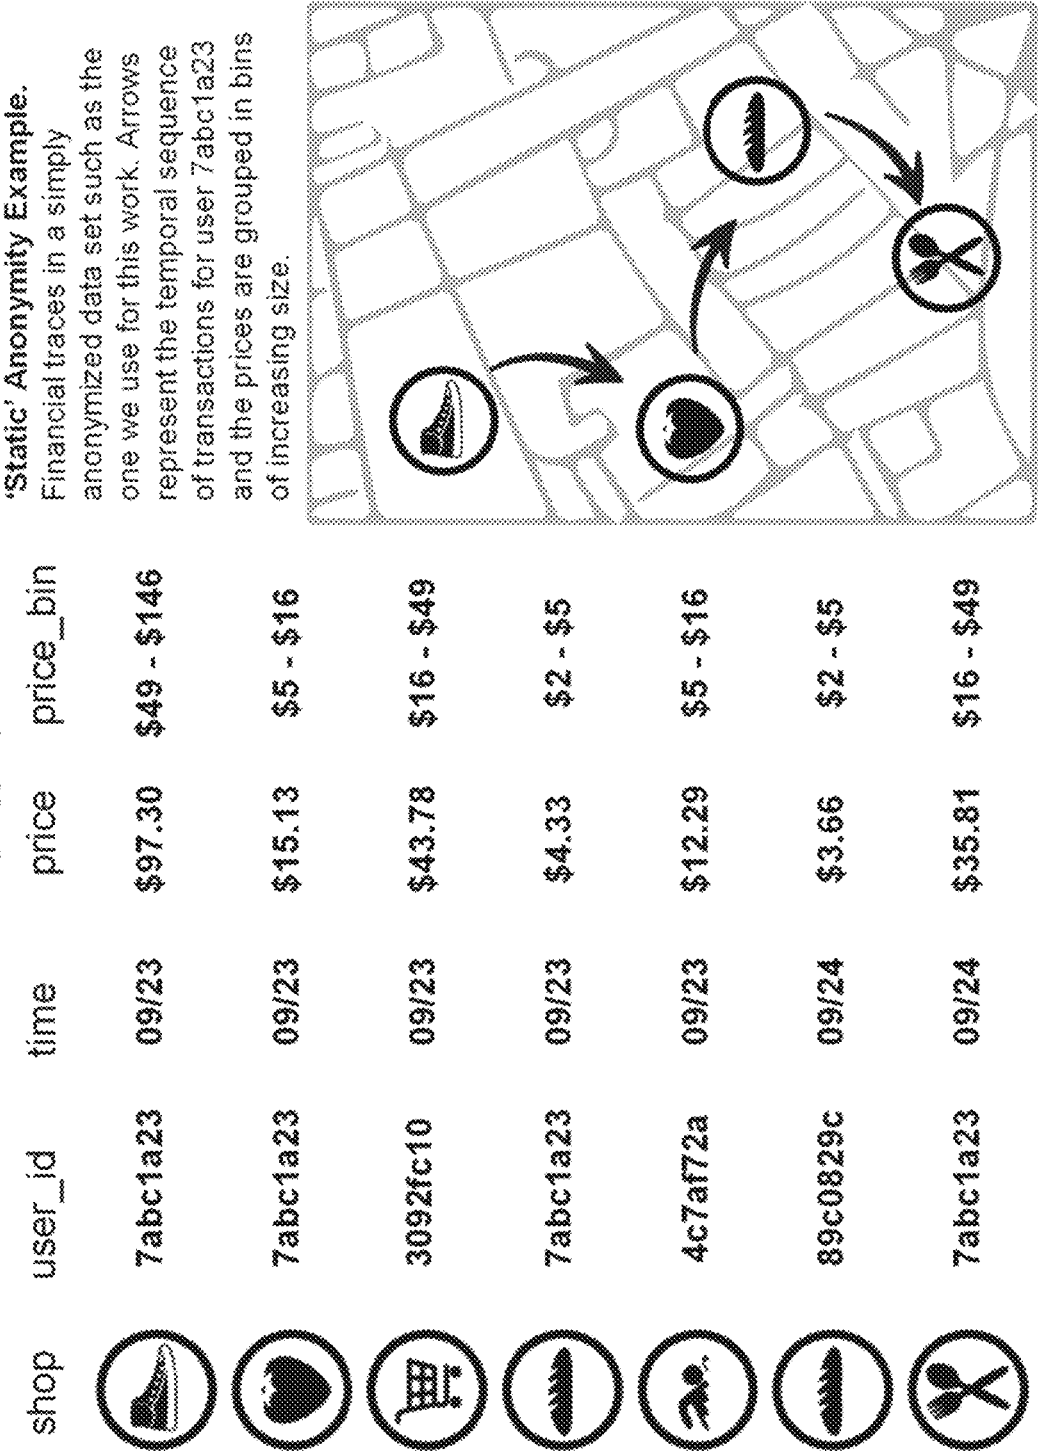 shop user_id time price price_bin
7abc1a23 09/23 $97.30 $49 - $146
7abc1a23 09/23 $15.13 $5 - $16
3092fc10 09/23 $43.78 $16 - $49
7abc1a23 09/23 $4.33 $2 - $5
4c7af72a 09/23 $12.29 $5 - $16
89c0829c 09/24 $3.66 $2 - $5
7abc1a23 09/24 $35.81 $16 - $49
‘Static’ Anonymity Example.
Financial traces in a simply
anonymized data set such as the
one we use for this work. Arrows
represent the temporal sequence
of transactions for user 7abc1a23
and the prices are grouped in bins
of increasing size.